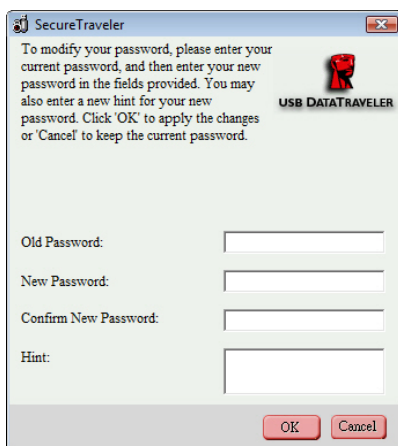 SecureTraveler
To modify your password, please enter your
current password, and then enter your new
password in the fields provided. You may
also enter a new hint for your new
password. Click 'OK' to apply the changes
or 'Cancel' to keep the current password.
USB DATATRAVELER
Old Password:
New Password:
Confirm New Password:
Hint:
OK Cancel